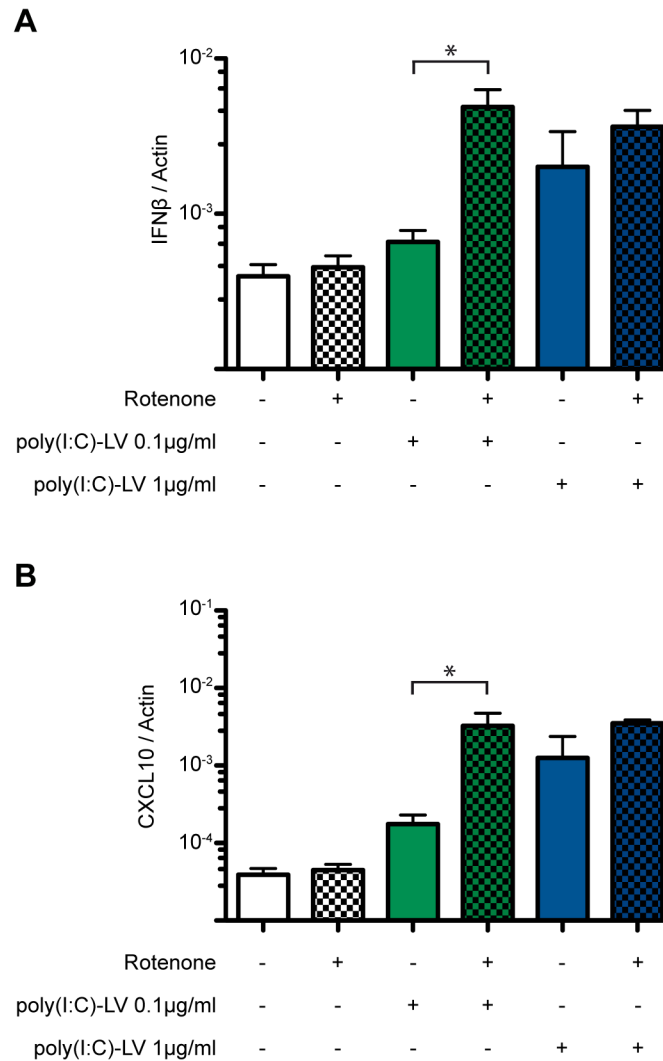 A
10-2
*
IFNβ / Actin
10-3
Rotenone - + - + - +
poly(I:C)-LV 0.1µg/ml - - + + - -
poly(I:C)-LV 1µg/ml - - - - + +
B
10-1
10-2
*
CXCL10 / Actin
10-3
10-4
Rotenone - + - + - +
poly(I:C)-LV 0.1µg/ml - - + + - -
poly(I:C)-LV 1µg/ml - - - - + +